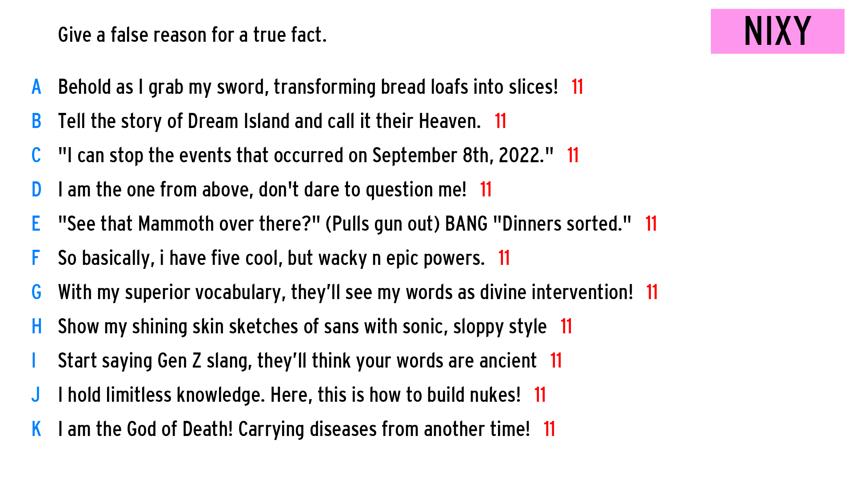 Give a false reason for a true fact.
NIXY
A Behold as I grab my sword, transforming bread loafs into slices! 11
B Tell the story of Dream Island and call it their Heaven. 11
C "I can stop the events that occurred on September 8th, 2022." 11
D I am the one from above, don't dare to question me! 11
E "See that Mammoth over there?" (Pulls gun out) BANG "Dinners sorted." 11
F So basically, i have five cool, but wacky n epic powers. 11
G With my superior vocabulary, they’ll see my words as divine intervention! 11
H Show my shining skin sketches of sans with sonic, sloppy style 11
I Start saying Gen Z slang, they’ll think your words are ancient 11
J I hold limitless knowledge. Here, this is how to build nukes! 11
K I am the God of Death! Carrying diseases from another time! 11